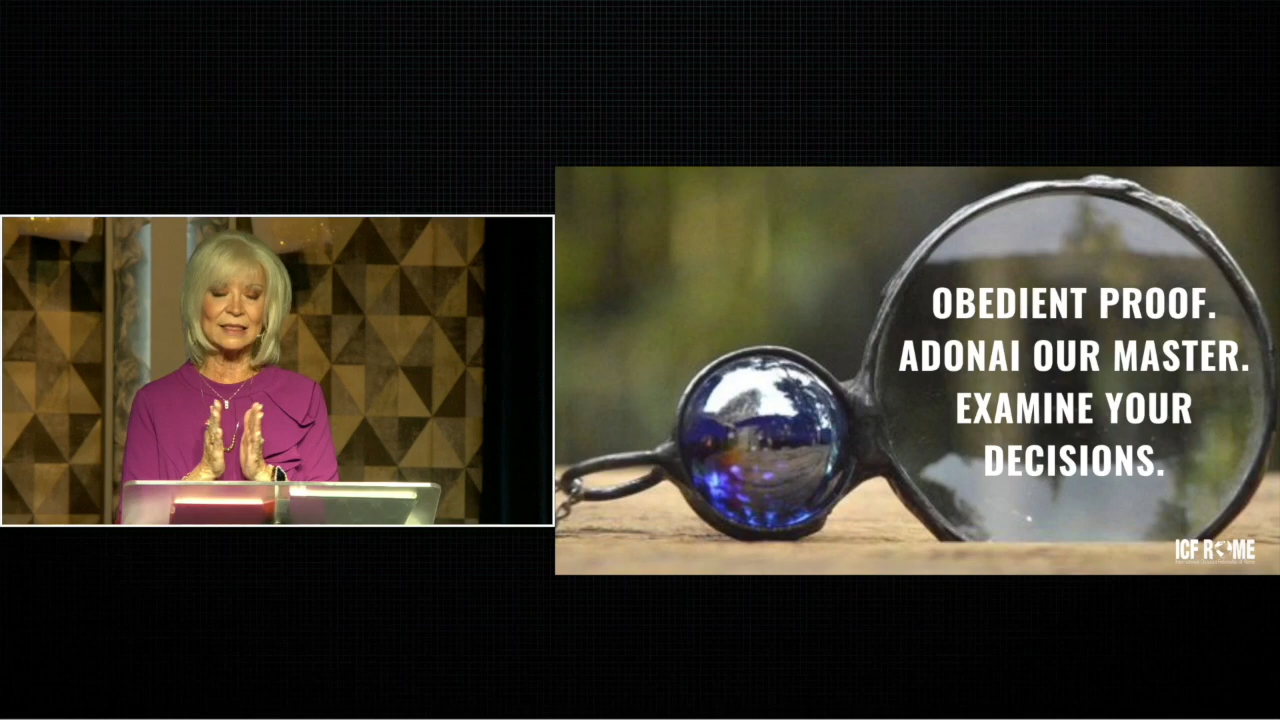 OBEDIENT PROOF.
ADONAI OUR MASTER.
EXAMINE YOUR
DECISIONS.
ICF ROME